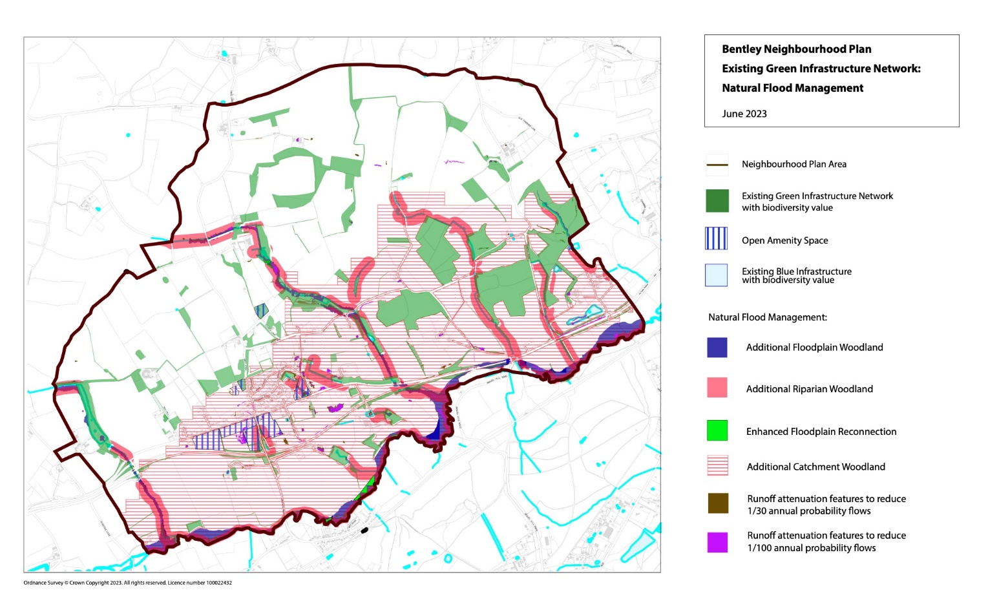 Bentley Neighbourhood Plan
Existing Green Infrastructure Network:
Natural Flood Management
June 2023
Neighbourhood Plan Area
Existing Green Infrastructure Network
with biodiversity value
Open Amenity Space
Existing Blue Infrastructure
with biodiversity value
Natural Flood Management:
Additional Floodplain Woodland
Additional Riparian Woodland
Enhanced Floodplain Reconnection
Additional Catchment Woodland
Runoff attenuation features to reduce
1/30 annual probability flows
Runoff attenuation features to reduce
1/100 annual probability flows
Ordnance Survey © Crown Copyright 2023. All rights reserved. Licence number 100022432